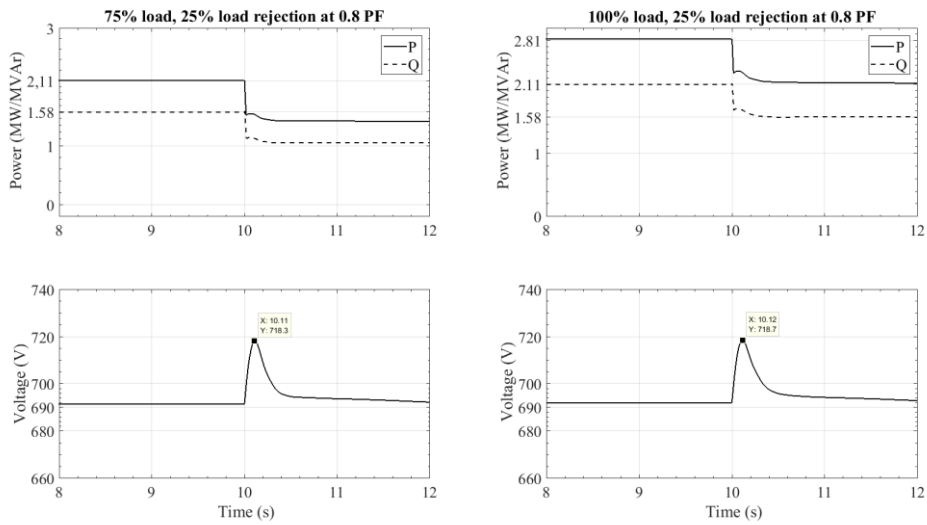 75% load, 25% load rejection at 0.8 PF
Power (MW/MVAr)
3
2,11
1.58
1
0
P
Q
8 9 10 11 12
100% load, 25% load rejection at 0.8 PF
Power (MW/MVAr)
2.81
2.11
1.58
1
0
P
Q
8 9 10 11 12
Voltage (V)
740
720
700
690
680
660
X: 10.11
Y: 718.3
8 9 10 11 12
Time (s)
Voltage (V)
740
720
700
690
680
660
X: 10.12
Y: 718.7
8 9 10 11 12
Time (s)